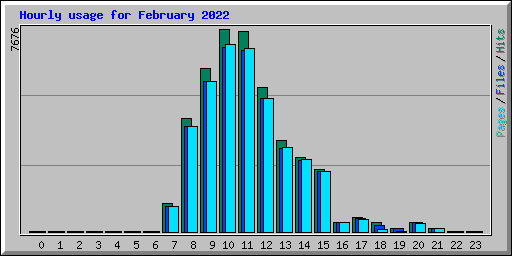 Hourly usage for February 2022
7676
Pages/Files/Hits
0 1 2 3 4 5 6 7 8 9 10 11 12 13 14 15 16 17 18 19 20 21 22 23